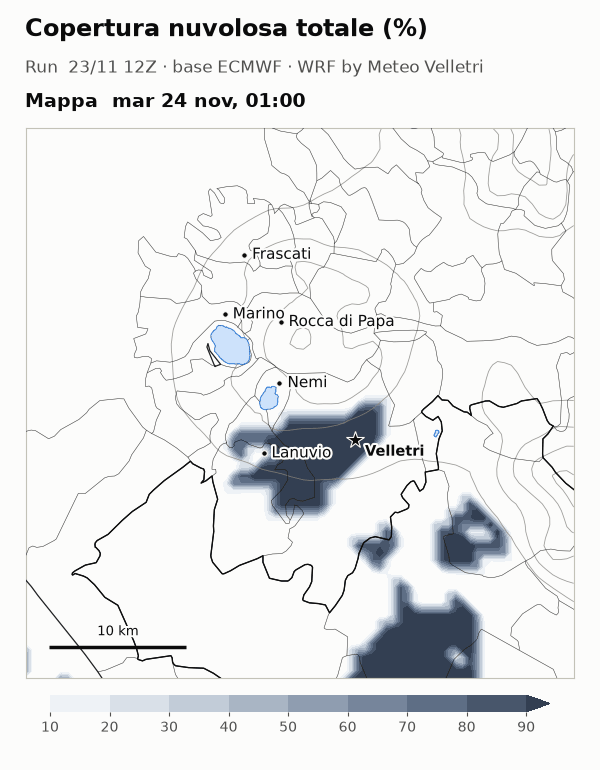 Copertura nuvolosa totale (%)
Run 23/11 12Z · base ECMWF · WRF by Meteo Velletri
Mappa mar 24 nov, 01:00
Frascati
Marino
Rocca di Papa
Nemi
Lanuvio
Velletri
10 km
10 20 30 40 50 60 70 80 90